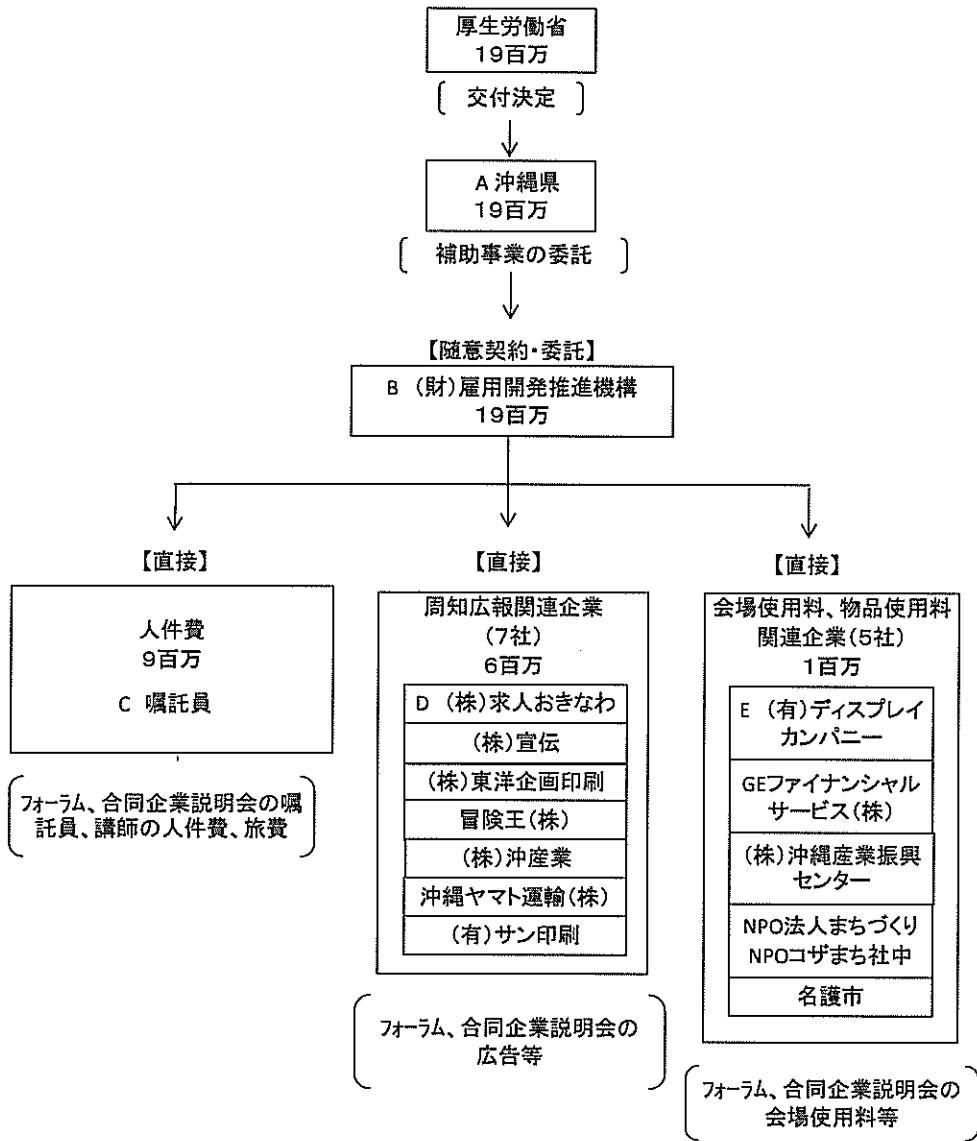 厚生労働省
19百万
交付決定
A 沖縄県
19百万
補助事業の委託
【随意契約・委託】
B (財)雇用開発推進機構
19百万
【直接】
人件費
9百万
C 嘱託員
フォーラム、合同企業説明会の嘱
託員、講師の人件費、旅費
【直接】
周知広報関連企業
(7社)
6百万
D (株)求人おきなわ
(株)宣伝
(株)東洋企画印刷
冒険王(株)
(株)沖産業
沖縄ヤマト運輸(株)
(有)サン印刷
フォーラム、合同企業説明会の
広告等
【直接】
会場使用料、物品使用料
関連企業(5社)
1百万
E (有)ディスプレイ
カンパニー
GEファイナンシャル
サービス(株)
(株)沖縄産業振興
センター
NPO法人まちづくり
NPOコザまち社中
名護市
フォーラム、合同企業説明会の
会場使用料等